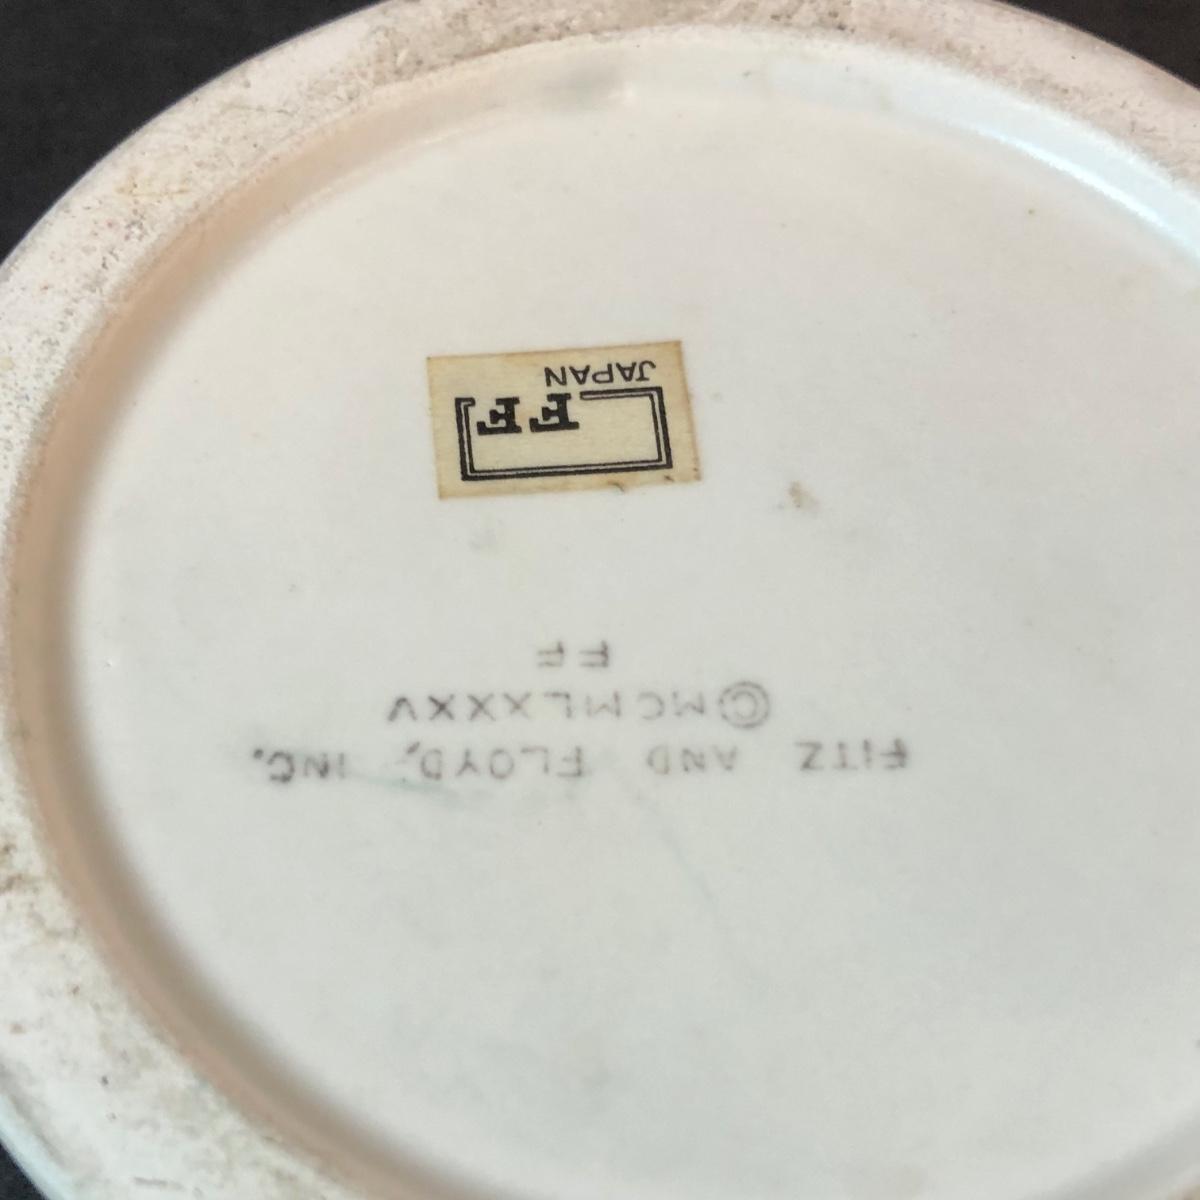 FITZ AND FLOYD, INC.
©MCMLXXXV
FF
FF
JAPAN